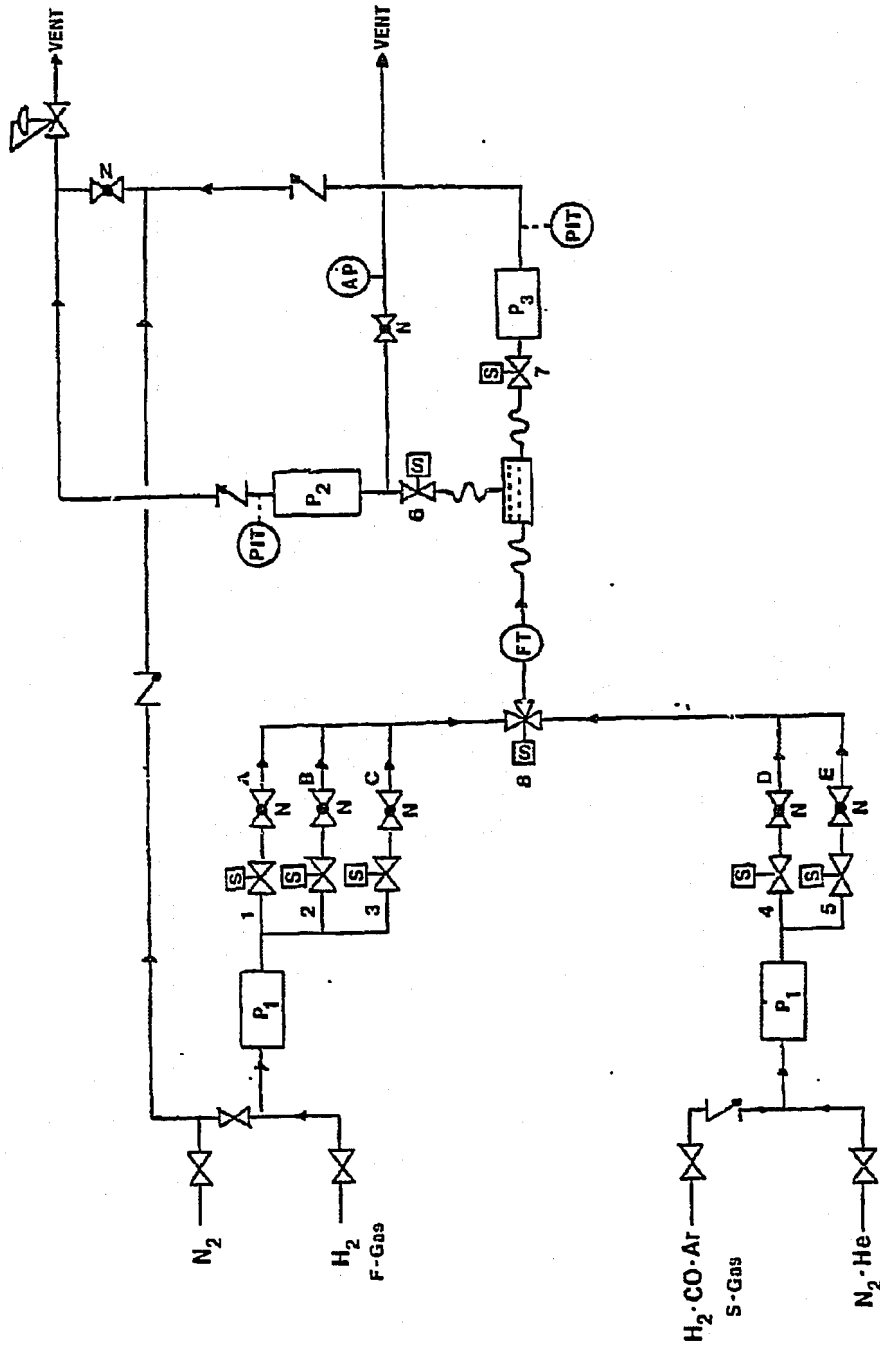 VENT
N
VENT
AP
PIT
P3
N
S
7
S
6
P2
PIT
FT
S
8
A
B
C
N
N
N
S
S
S
1
2
3
P1
D
E
N
N
S
S
4
5
P1
N2
H2
F-Gas
H2·CO·Ar
S-Gas
N2·He